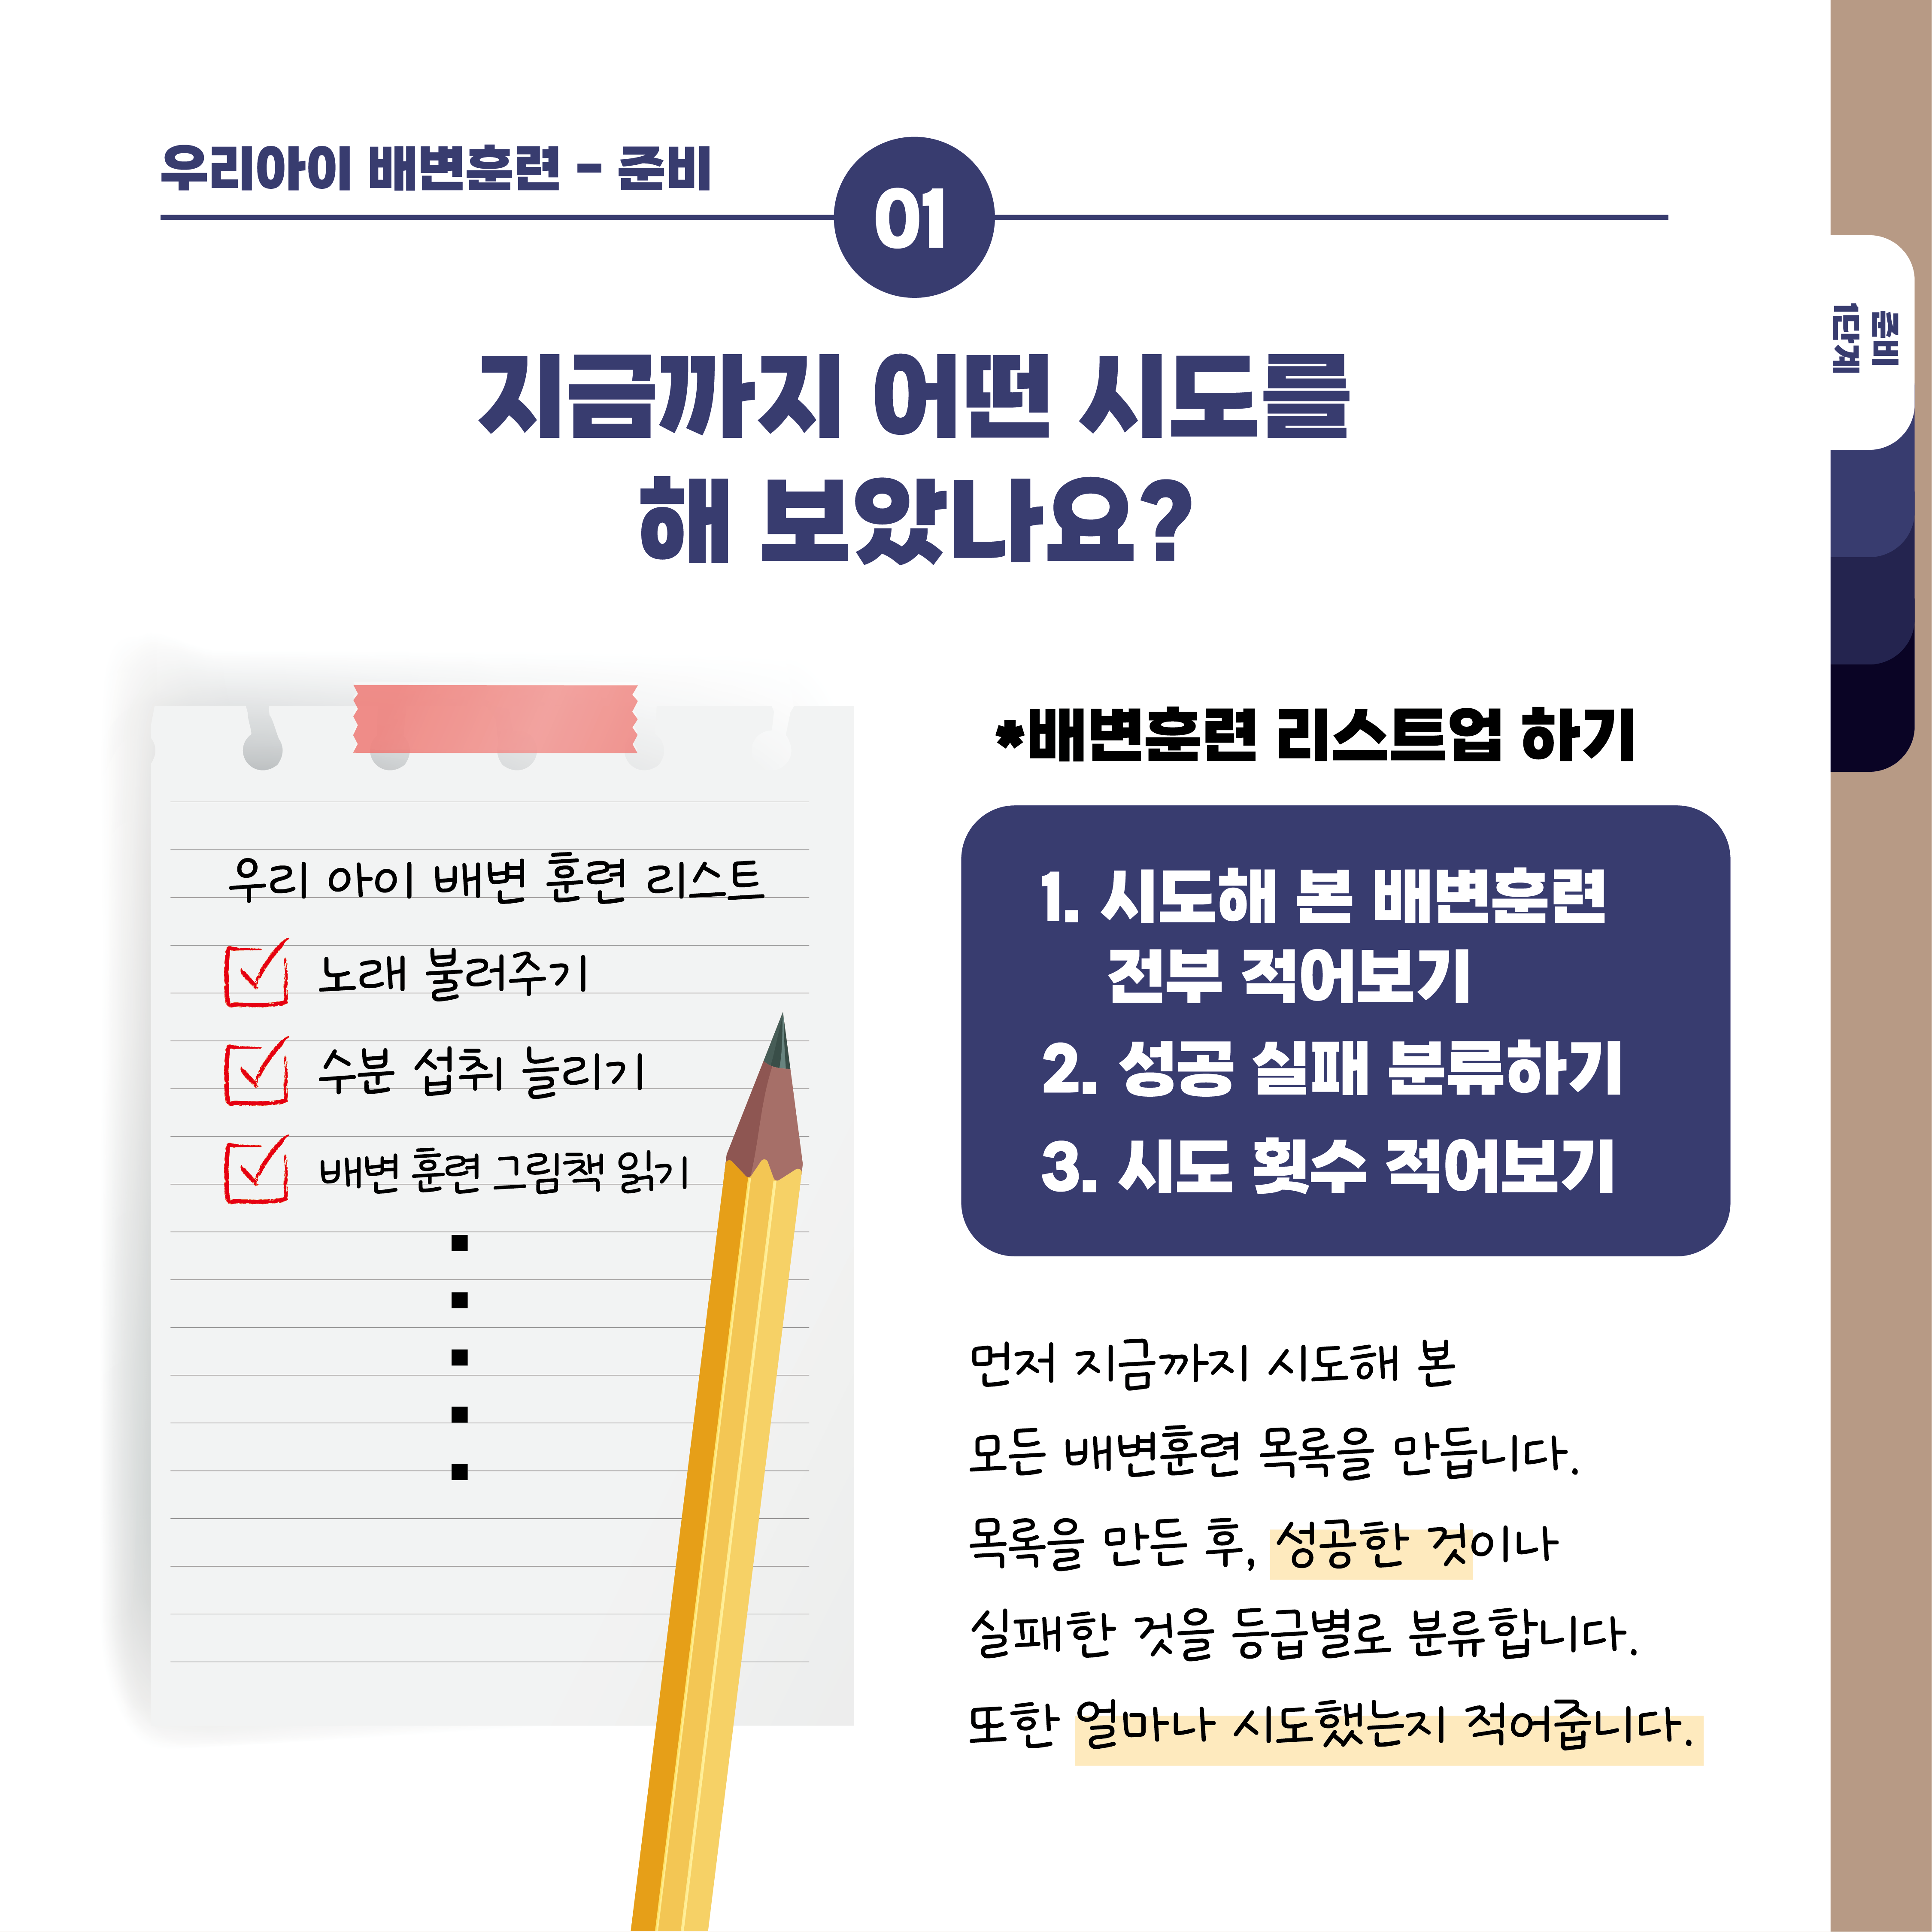 우리아이 배변훈련 - 준비
01
준비
1단계
지금까지 어떤 시도를
해 보았나요?
우리 아이 배변 훈련 리스트
노래 불러주기
수분 섭취 늘리기
배변 훈련 그림책 읽기
*배변훈련 리스트업 하기
1. 시도해 본 배변훈련
전부 적어보기
2. 성공 실패 분류하기
3. 시도 횟수 적어보기
먼저 지금까지 시도해 본
모든 배변훈련 목록을 만듭니다.
목록을 만든 후, 성공한 것이나
실패한 것을 등급별로 분류합니다.
또한 얼마나 시도했는지 적어줍니다.